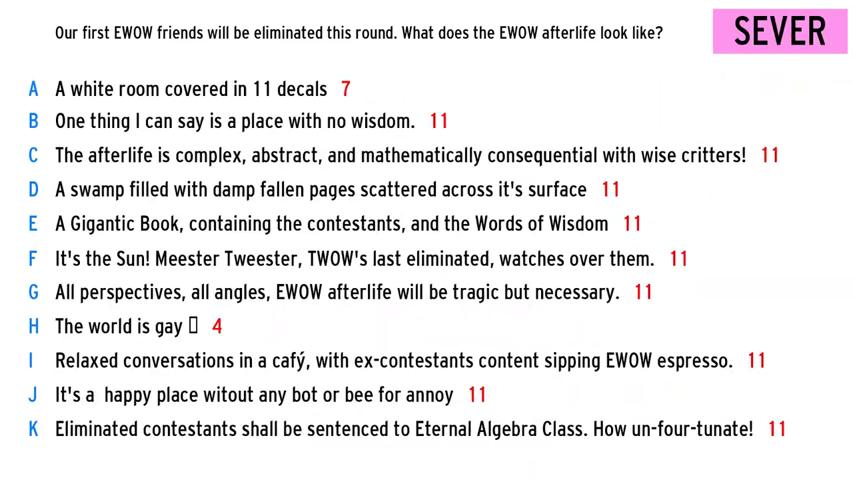 Our first EWOW friends will be eliminated this round. What does the EWOW afterlife look like?
SEVER
A A white room covered in 11 decals 7
B One thing I can say is a place with no wisdom. 11
C The afterlife is complex, abstract, and mathematically consequential with wise critters! 11
D A swamp filled with damp fallen pages scattered across it's surface 11
E A Gigantic Book, containing the contestants, and the Words of Wisdom 11
F It's the Sun! Meester Tweester, TWOW's last eliminated, watches over them. 11
G All perspectives, all angles, EWOW afterlife will be tragic but necessary. 11
H The world is gay ▯ 4
I Relaxed conversations in a cafý, with ex-contestants content sipping EWOW espresso. 11
J It's a  happy place witout any bot or bee for annoy 11
K Eliminated contestants shall be sentenced to Eternal Algebra Class. How un-four-tunate! 11